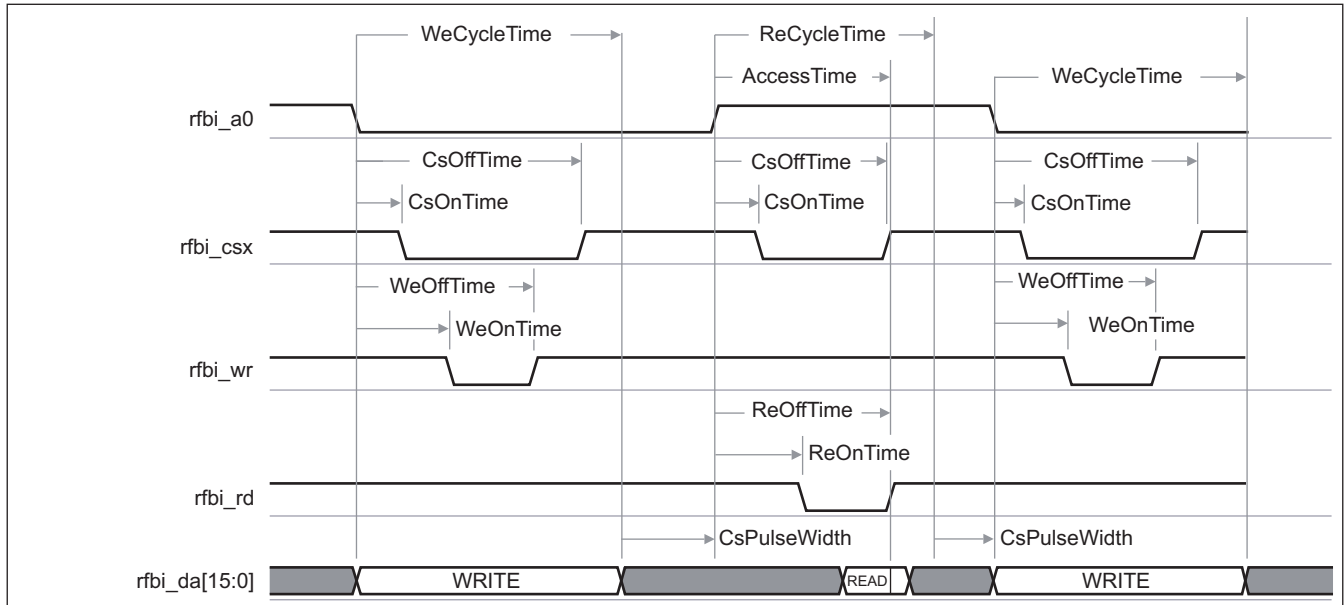 WeCycleTime ReCycleTime
AccessTime WeCycleTime
rfbi_a0
CsOffTime CsOffTime CsOffTime
CsOnTime CsOnTime CsOnTime
rfbi_csx
WeOffTime WeOffTime
WeOnTime WeOnTime
rfbi_wr
ReOffTime
ReOnTime
rfbi_rd
CsPulseWidth CsPulseWidth
rfbi_da[15:0] WRITE READ WRITE